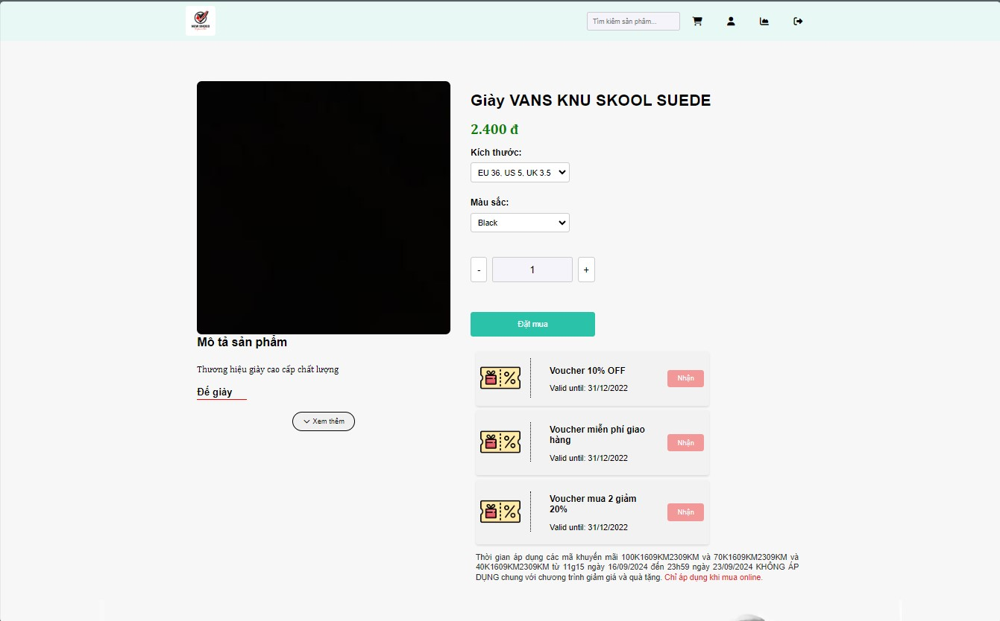 NEW SHOES
Tìm kiếm sản phẩm...
Giày VANS KNU SKOOL SUEDE
2.400 đ
Kích thước:
EU 36, US 5, UK 3.5
Màu sắc:
Black
- 1 +
Đặt mua
Mô tả sản phẩm
Thương hiệu giày cao cấp chất lượng
Đế giày
Xem thêm
Voucher 10% OFF
Valid until: 31/12/2022
Nhận
Voucher miễn phí giao
hàng
Valid until: 31/12/2022
Nhận
Voucher mua 2 giảm
20%
Valid until: 31/12/2022
Nhận
Thời gian áp dụng các mã khuyến mãi 100K1609KM2309KM và 70K1609KM2309KM và
40K1609KM2309KM từ 11g15 ngày 16/09/2024 đến 23h59 ngày 23/09/2024 KHÔNG ÁP
DỤNG chung với chương trình giảm giá và quà tặng. Chỉ áp dụng khi mua online.